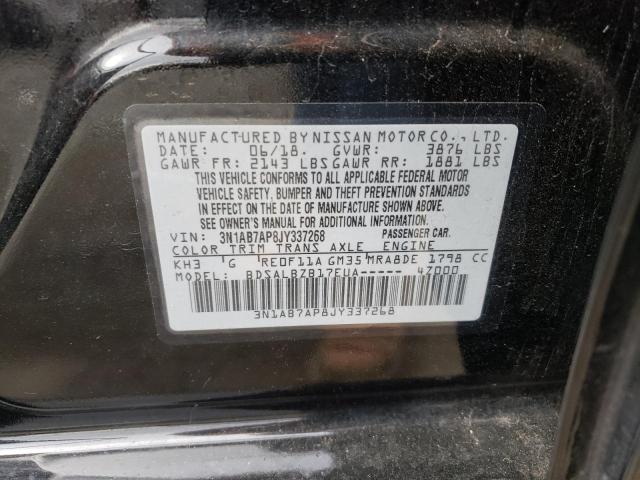 MANUFACTURED BY NISSAN MOTOR CO., LTD.
DATE: 06/18. GVWR: 3876 LBS
GAWR FR: 2143 LBS GAWR RR: 1881 LBS
THIS VEHICLE CONFORMS TO ALL APPLICABLE FEDERAL MOTOR
VEHICLE SAFETY, BUMPER AND THEFT PREVENTION STANDARDS
IN EFFECT ON THE DATE OF MANUFACTURE SHOWN ABOVE.
SEE OWNER'S MANUAL FOR ADDITIONAL INFORMATION.
VIN: 3N1AB7AP8JY337268 PASSENGER CAR.
COLOR TRIM TRANS AXLE ENGINE
KH3 'G 'RE0F11A GM35 MRA8DE 1798 CC
MODEL: BDSALBZB17EUA----- 4Z000
3N1AB7AP8JY337268